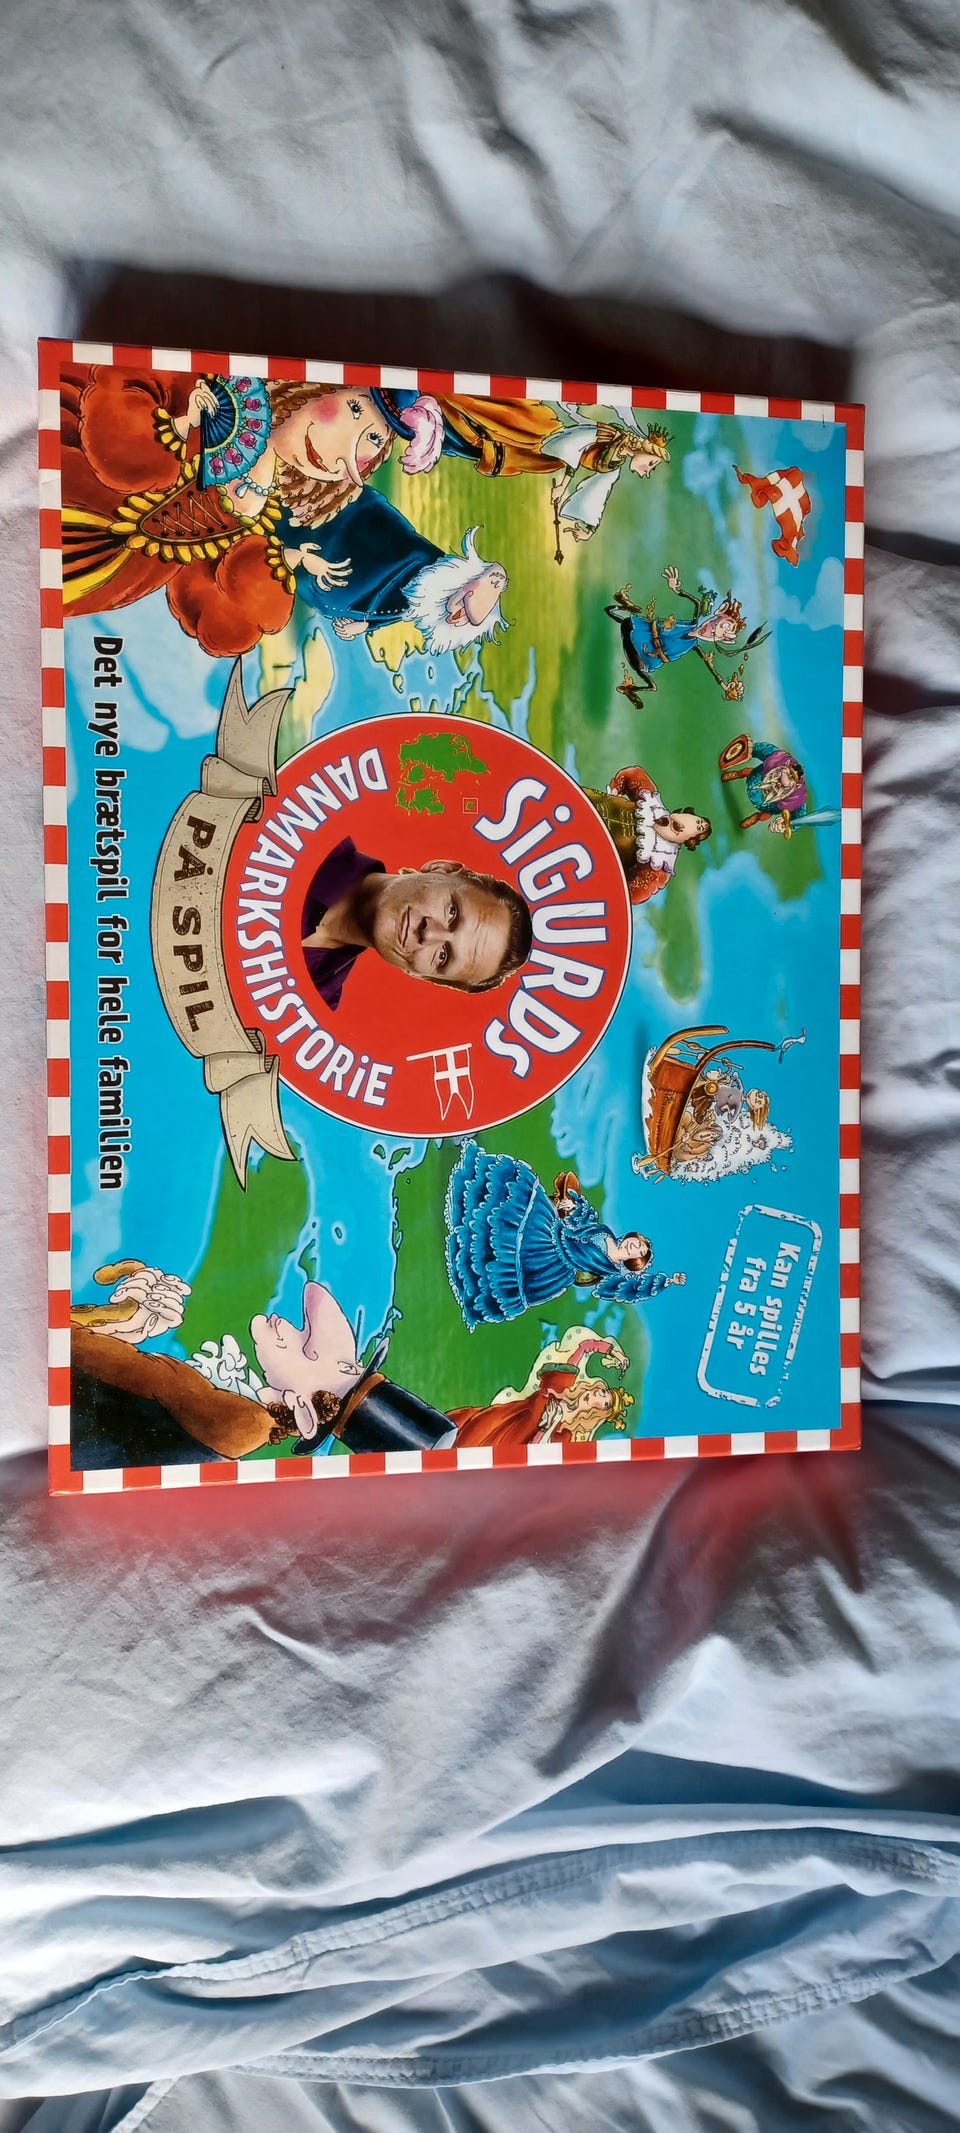 Kan spilles
fra 5 år
SiGURDS
DANMARKSHiSTORiE
PÅ SPIL
Det nye brætspil for hele familien